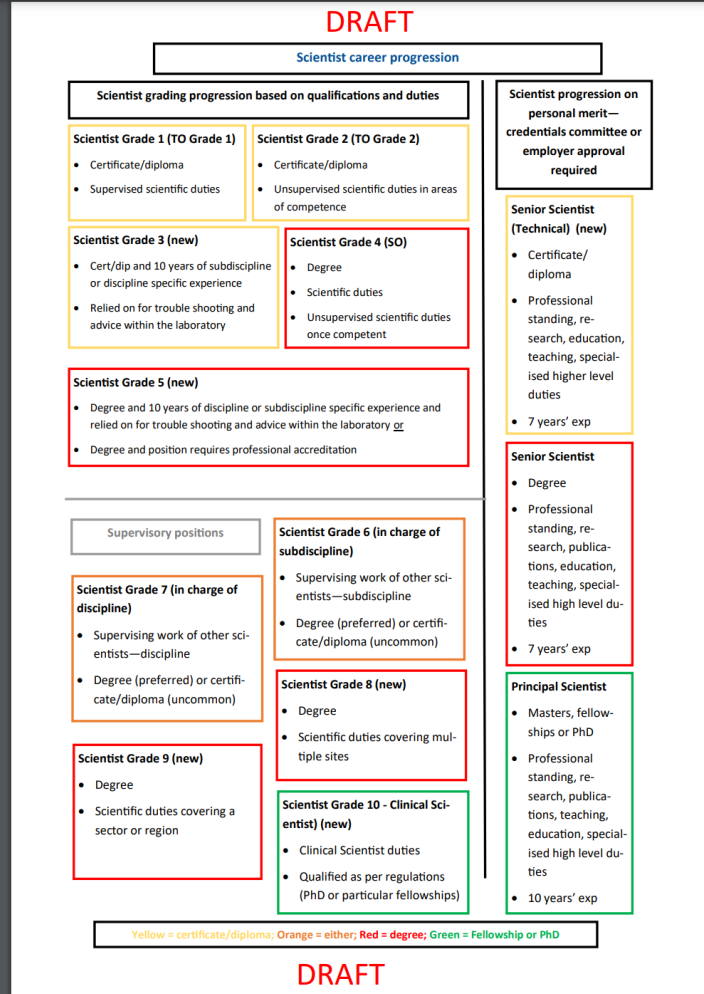 DRAFT
Scientist career progression
Scientist grading progression based on qualifications and duties
Scientist progression on
personal merit—
credentials committee or
employer approval
required
Scientist Grade 1 (TO Grade 1)
• Certificate/diploma
• Supervised scientific duties
Scientist Grade 2 (TO Grade 2)
• Certificate/diploma
• Unsupervised scientific duties in areas
of competence
Scientist Grade 3 (new)
• Cert/dip and 10 years of subdiscipline
or discipline specific experience
• Relied on for trouble shooting and
advice within the laboratory
Scientist Grade 4 (SO)
• Degree
• Scientific duties
• Unsupervised scientific duties
once competent
Scientist Grade 5 (new)
• Degree and 10 years of discipline or subdiscipline specific experience and
relied on for trouble shooting and advice within the laboratory or
• Degree and position requires professional accreditation
Senior Scientist
(Technical) (new)
• Certificate/
diploma
• Professional
standing, re-
search, education,
teaching, special-
ised higher level
duties
• 7 years’ exp
Senior Scientist
• Degree
• Professional
standing, re-
search, publica-
tions, education,
teaching, special-
ised high level du-
ties
• 7 years’ exp
Principal Scientist
• Masters, fellow-
ships or PhD
• Professional
standing, re-
search, publica-
tions, teaching,
education, special-
ised high level du-
ties
• 10 years’ exp
Supervisory positions
Scientist Grade 6 (in charge of
subdiscipline)
• Supervising work of other sci-
entists—subdiscipline
• Degree (preferred) or certifi-
cate/diploma (uncommon)
Scientist Grade 7 (in charge of
discipline)
• Supervising work of other sci-
entists—discipline
• Degree (preferred) or certifi-
cate/diploma (uncommon)
Scientist Grade 8 (new)
• Degree
• Scientific duties covering mul-
tiple sites
Scientist Grade 9 (new)
• Degree
• Scientific duties covering a
sector or region
Scientist Grade 10 - Clinical Sci-
entist) (new)
• Clinical Scientist duties
• Qualified as per regulations
(PhD or particular fellowships)
Yellow = certificate/diploma; Orange = either; Red = degree; Green = Fellowship or PhD
DRAFT